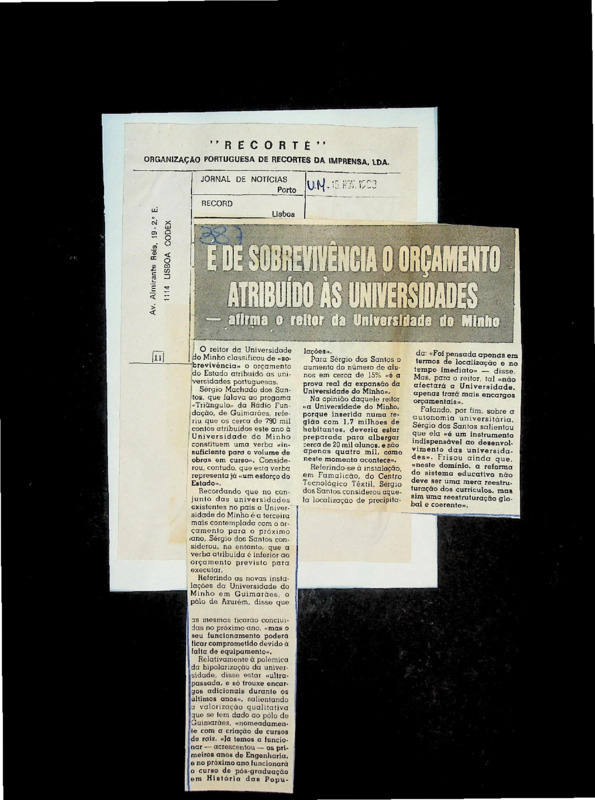 "RECORTE"
ORGANIZAÇÃO PORTUGUESA DE RECORTES DA IMPRENSA, LDA.
Av. Almirante Reis, 19-2.º E.
1114 LISBOA CODEX
11
JORNAL DE NOTÍCIAS
Porto
U.M.
RECORD
Lisboa
387
É DE SOBREVIVÊNCIA O ORÇAMENTO
ATRIBUÍDO ÀS UNIVERSIDADES
— afirma o reitor da Universidade do Minho
O reitor da Universidade
do Minho classificou de «so-
brevivência» o orçamento
do Estado atribuído às uni-
versidades portuguesas.
Sérgio Machado dos San-
tos, que falava ao progama
«Triângulo» da Rádio Fun-
dação, de Guimarães, refe-
riu que os cerca de 790 mil
contos atribuídos este ano à
Universidade do Minho
constituem uma verba «in-
suficiente para o volume de
obras em curso». Conside-
rou, contudo, que esta verba
representa já «um esforço do
Estado».
Recordando que no con-
junto das universidades
existentes no país a Univer-
sidade do Minho é a terceira
mais contemplada com o or-
çamento para o próximo
ano, Sérgio dos Santos con-
siderou, no entanto, que a
verba atribuída é inferior ao
orçamento previsto para
executar.
Referindo as novas insta-
lações da Universidade do
Minho em Guimarães, o
pólo de Azurém, disse que
as mesmas ficarão concluí-
das no próximo ano, «mas o
seu funcionamento poderá
ficar comprometido devido à
falta de equipamento».
Relativamente à polémica
da bipolarização da univer-
sidade, disse estar «ultra-
passada, e só trouxe encar-
gos adicionais durante os
últimos anos», salientando
a valorização qualitativa
que se tem dado ao pólo de
Guimarães, «nomeadamen-
te com a criação de cursos
de raiz. «Já temos a funcio-
nar — acrescentou — os pri-
meiros anos de Engenharia,
e no próximo ano funcionará
o curso de pós-graduação
em História das Popu-
lações».
Para Sérgio dos Santos o
aumento do número de alu-
nos em cerca de 15% «é a
prova real da expansão da
Universidade do Minho».
Na opinião daquele reitor
«a Universidade do Minho,
porque inserida numa re-
gião com 1,7 milhões de
habitantes, deveria estar
preparada para albergar
cerca de 20 mil alunos, e não
apenas quatro mil, como
neste momento acontece».
Referindo-se à instalação,
em Famalicão, do Centro
Tecnológico Têxtil, Sérgio
dos Santos considerou aque-
la localização de precipita-
da: «Foi pensada apenas em
termos de localização e no
tempo imediato» — disse.
Mas, para o reitor, tal «não
afectará a Universidade,
apenas trará mais encargos
orçamentais».
Falando, por fim, sobre a
autonomia universitária,
Sérgio dos Santos salientou
que ela «é um instrumento
indispensável ao desenvol-
vimento das universida-
des». Frisou ainda que,
«neste domínio, a reforma
do sistema educativo não
deve ser uma mera reestru-
turação dos currículos, mas
sim uma reestruturação glo-
bal e coerente».